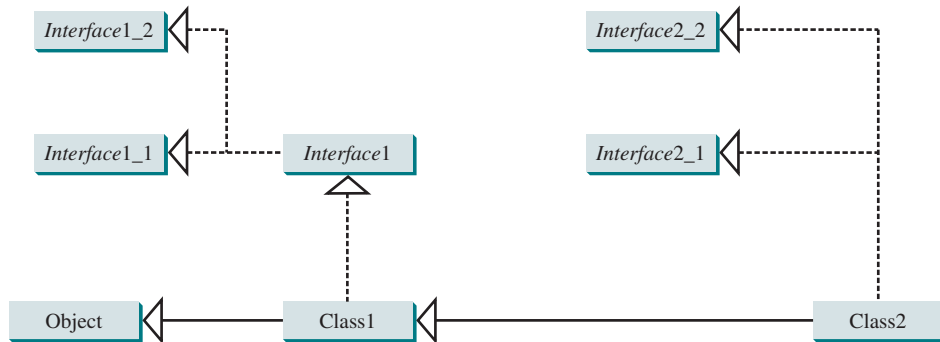 Interface1_2
Interface2_2
Interface1_1
Interface1
Interface2_1
Object
Class1
Class2